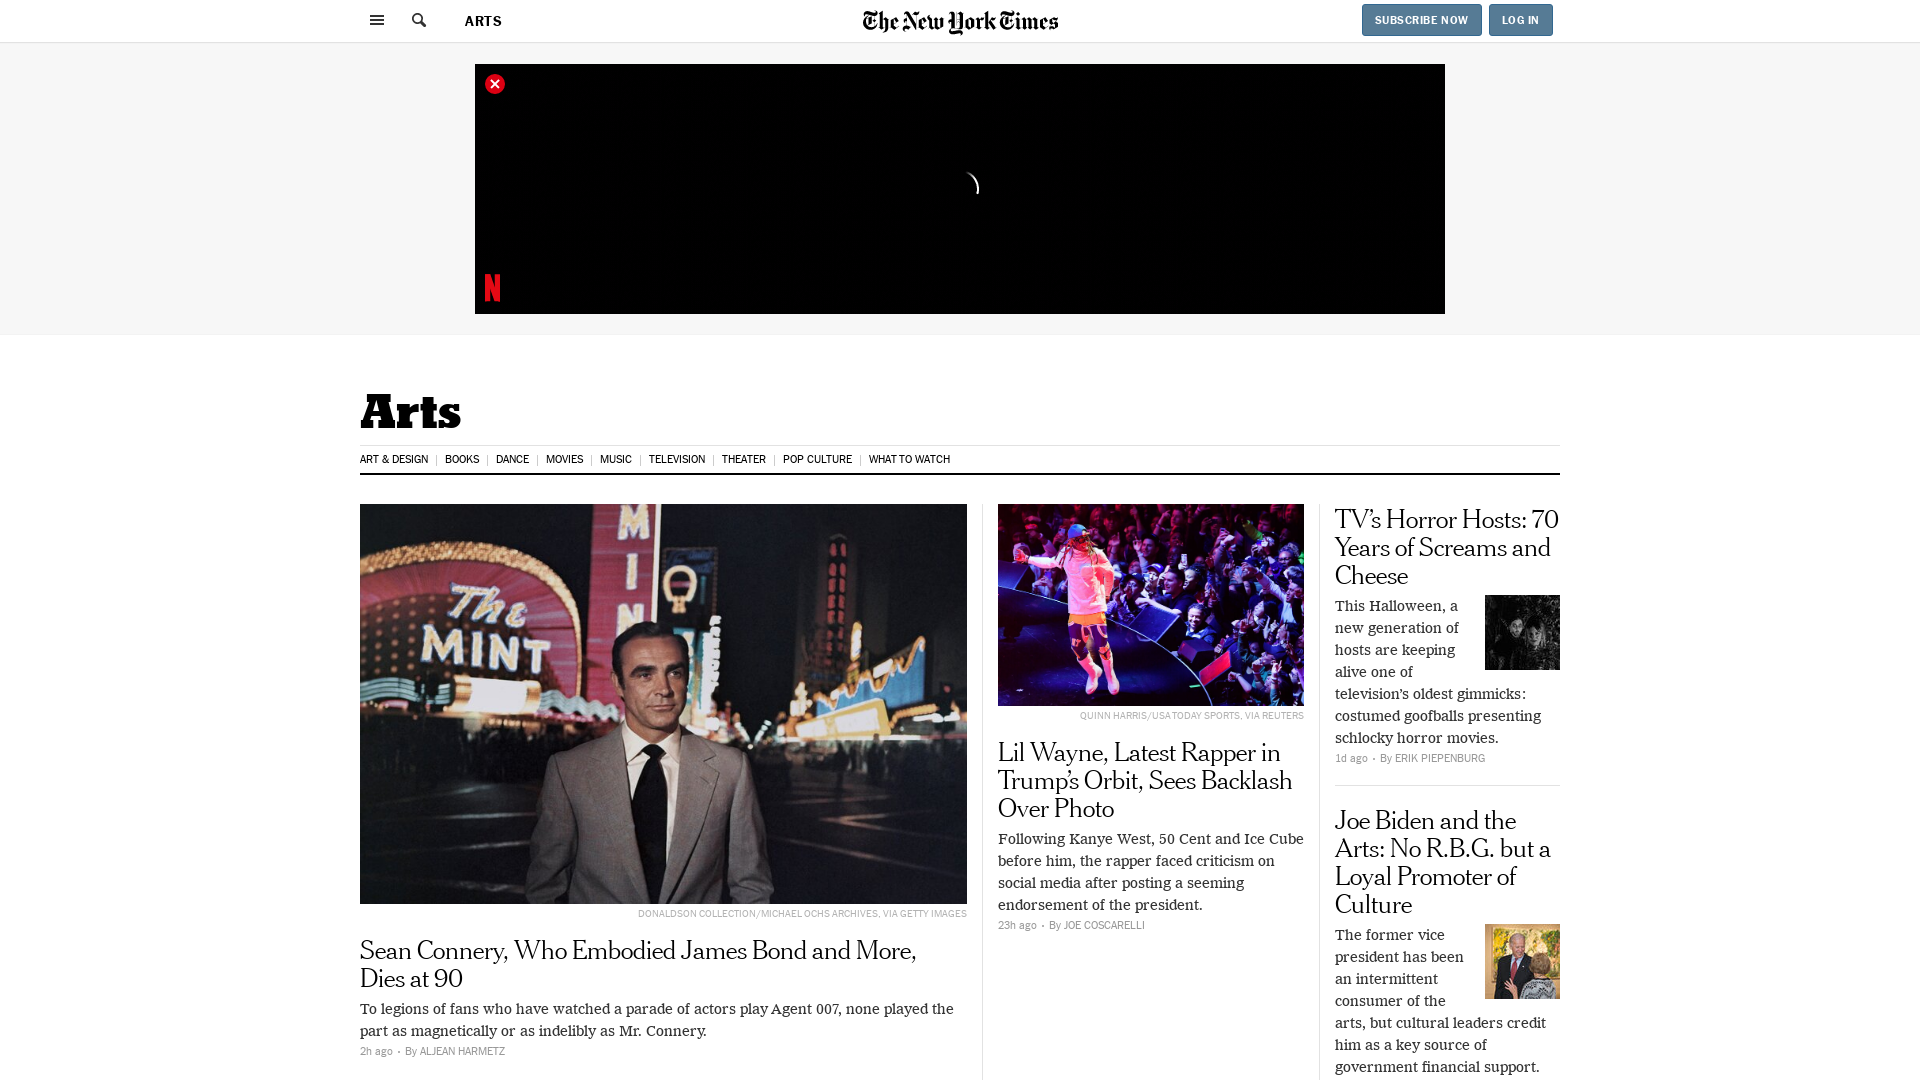 ARTS
The New York Times
SUBSCRIBE NOW
LOG IN
N
Arts
ART & DESIGN
BOOKS
DANCE
MOVIES
MUSIC
TELEVISION
THEATER
POP CULTURE
WHAT TO WATCH
The
MINT
MIN
DONALDSON COLLECTION/MICHAEL OCHS ARCHIVES, VIA GETTY IMAGES
Sean Connery, Who Embodied James Bond and More,
Dies at 90
To legions of fans who have watched a parade of actors play Agent 007, none played the
part as magnetically or as indelibly as Mr. Connery.
2h ago · By ALJEAN HARMETZ
QUINN HARRIS/USA TODAY SPORTS, VIA REUTERS
Lil Wayne, Latest Rapper in
Trump's Orbit, Sees Backlash
Over Photo
Following Kanye West, 50 Cent and Ice Cube
before him, the rapper faced criticism on
social media after posting a seeming
endorsement of the president.
23h ago · By JOE COSCARELLI
TV's Horror Hosts: 70
Years of Screams and
Cheese
This Halloween, a
new generation of
hosts are keeping
alive one of
television's oldest gimmicks:
costumed goofballs presenting
schlocky horror movies.
1d ago · By ERIK PIEPENBURG
Joe Biden and the
Arts: No R.B.G. but a
Loyal Promoter of
Culture
The former vice
president has been
an intermittent
consumer of the
arts, but cultural leaders credit
him as a key source of
government financial support.